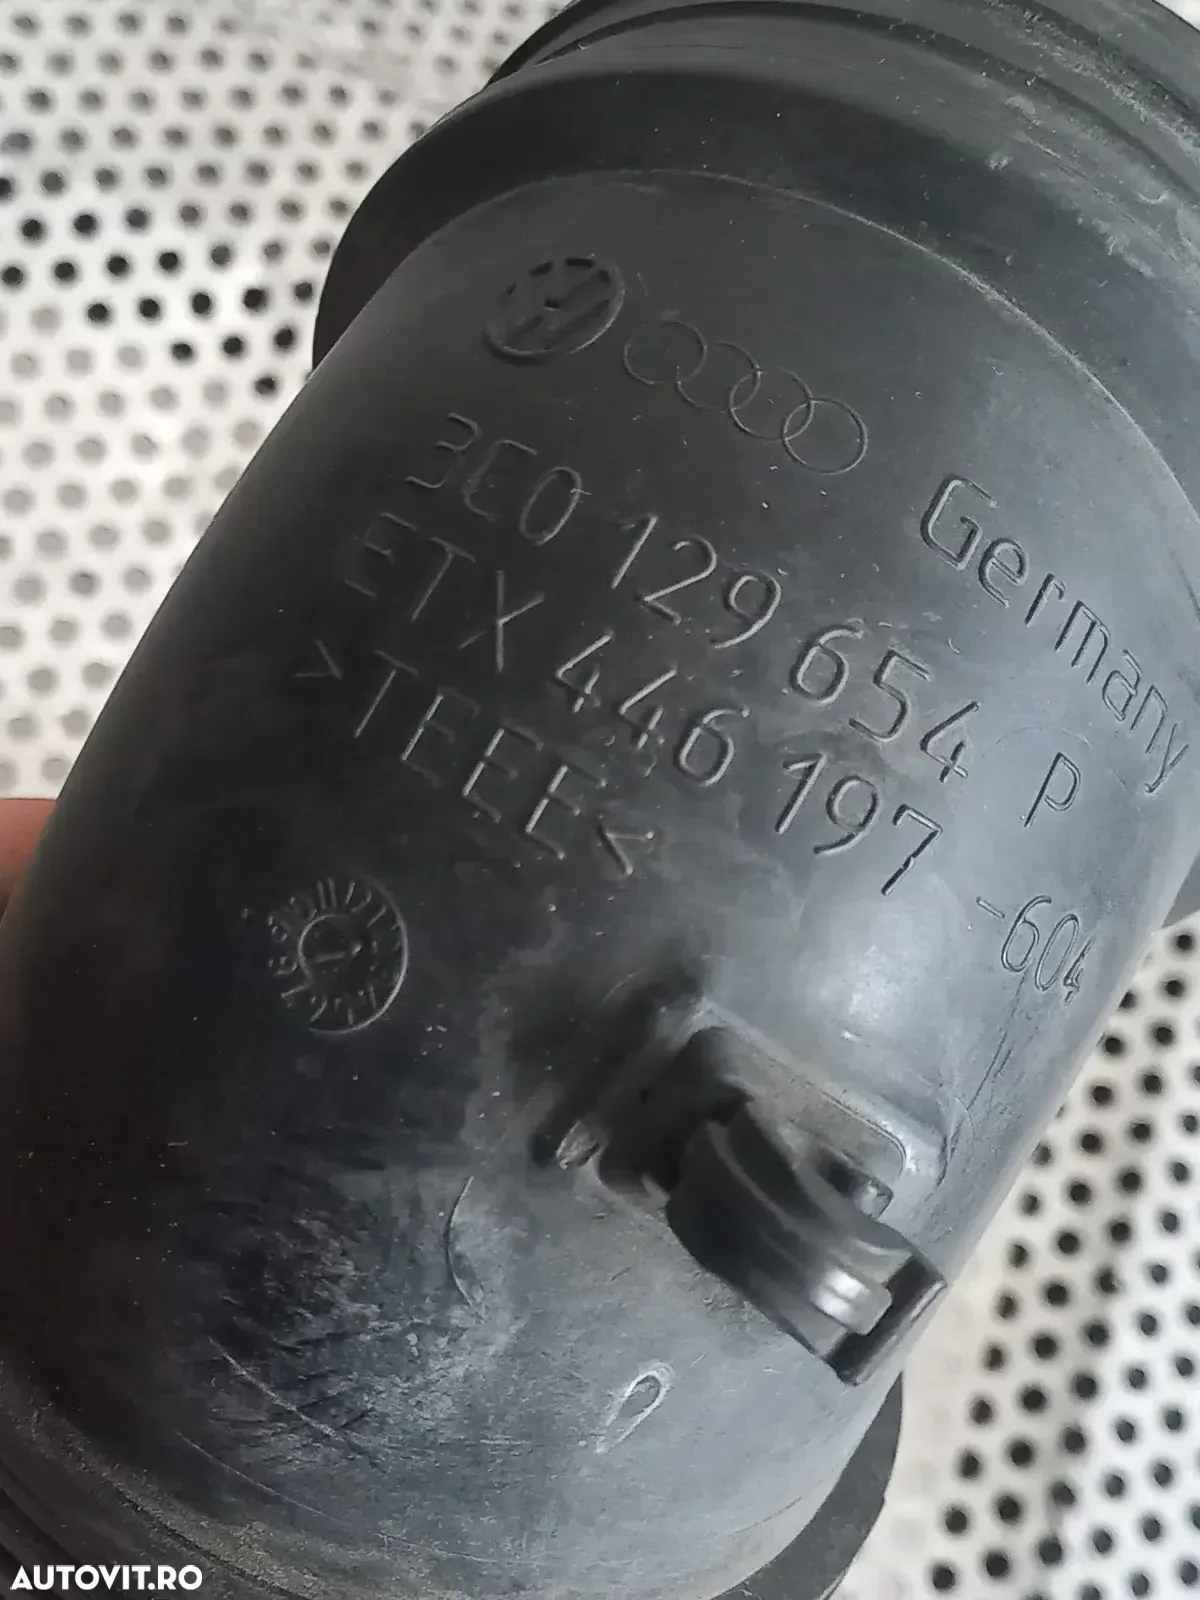 Germany
3C0 129 654 P
ETX 446 197 -604
>TEEE<
AUTOVIT.RO